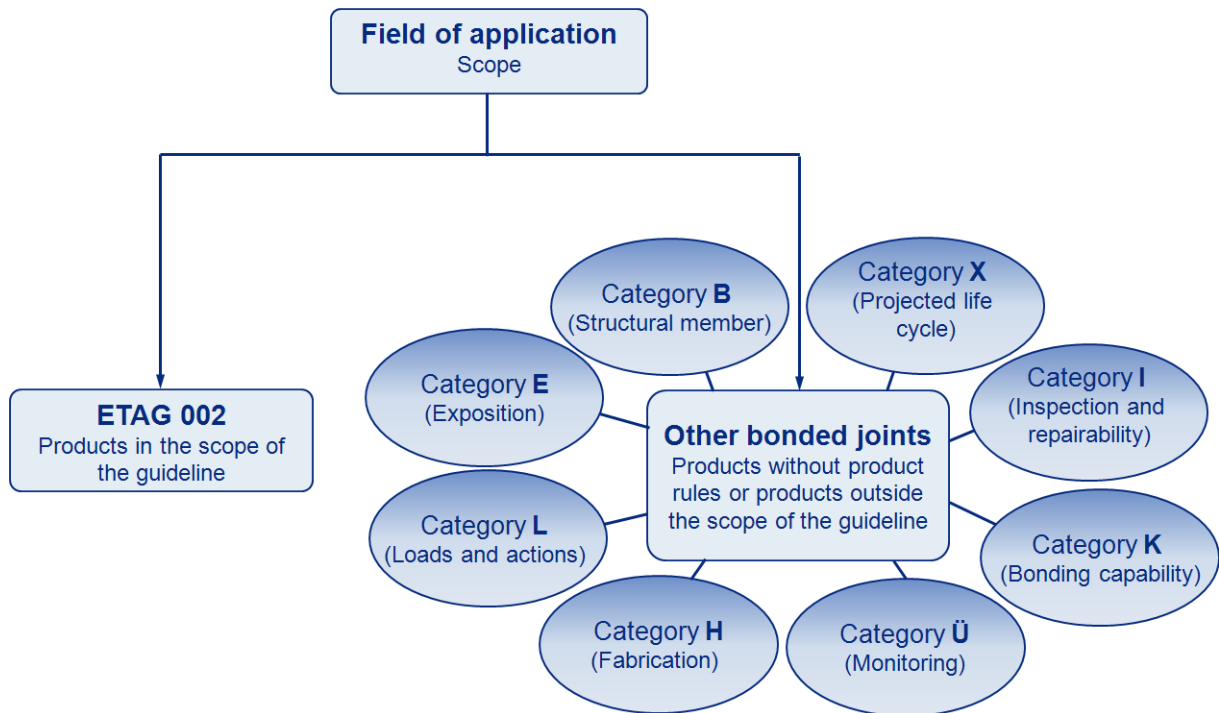 Field of application
Scope
Category B
(Structural member)
Category X
(Projected life
cycle)
Category E
(Exposition)
Category I
(Inspection and
repairability)
ETAG 002
Products in the scope of
the guideline
Other bonded joints
Products without product
rules or products outside
the scope of the guideline
Category L
(Loads and actions)
Category K
(Bonding capability)
Category H
(Fabrication)
Category Ü
(Monitoring)